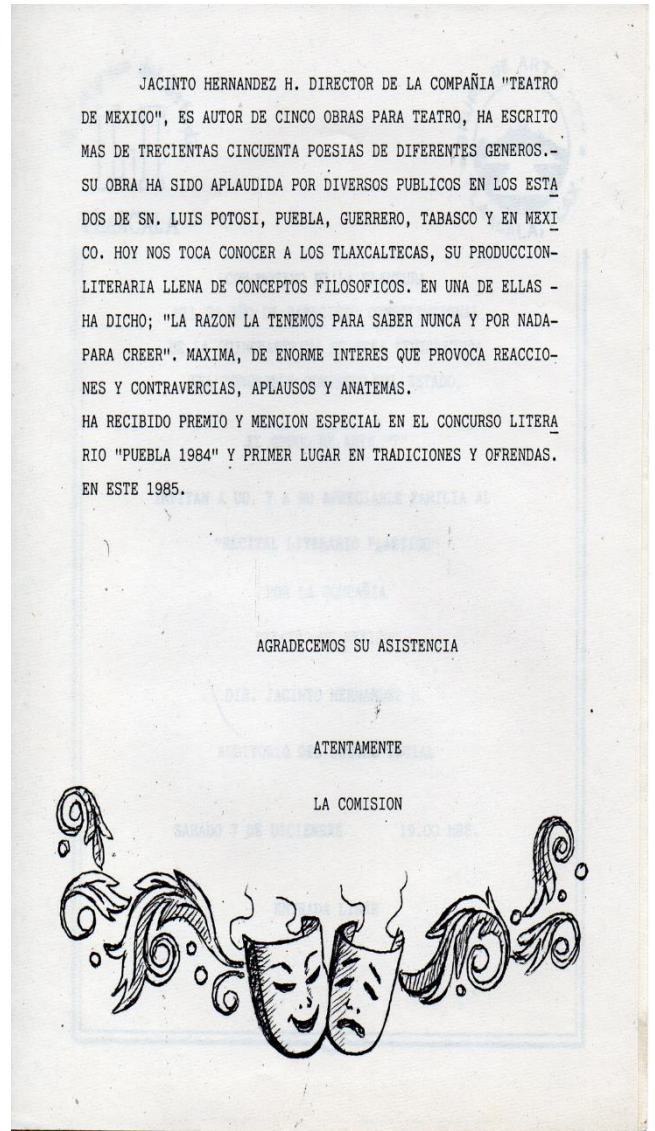 JACINTO HERNANDEZ H. DIRECTOR DE LA COMPAÑIA "TEATRO
DE MEXICO", ES AUTOR DE CINCO OBRAS PARA TEATRO, HA ESCRITO
MAS DE TRECIENTAS CINCUENTA POESIAS DE DIFERENTES GENEROS.-
SU OBRA HA SIDO APLAUDIDA POR DIVERSOS PUBLICOS EN LOS ESTA
DOS DE SN. LUIS POTOSI, PUEBLA, GUERRERO, TABASCO Y EN MEXI
CO. HOY NOS TOCA CONOCER A LOS TLAXCALTECAS, SU PRODUCCION-
LITERARIA LLENA DE CONCEPTOS FILOSOFICOS. EN UNA DE ELLAS -
HA DICHO; "LA RAZON LA TENEMOS PARA SABER NUNCA Y POR NADA-
PARA CREER". MAXIMA, DE ENORME INTERES QUE PROVOCA REACCIO-
NES Y CONTRAVERCIAS, APLAUSOS Y ANATEMAS.
HA RECIBIDO PREMIO Y MENCION ESPECIAL EN EL CONCURSO LITERA
RIO "PUEBLA 1984" Y PRIMER LUGAR EN TRADICIONES Y OFRENDAS.
EN ESTE 1985.
AGRADECEMOS SU ASISTENCIA
ATENTAMENTE
LA COMISION